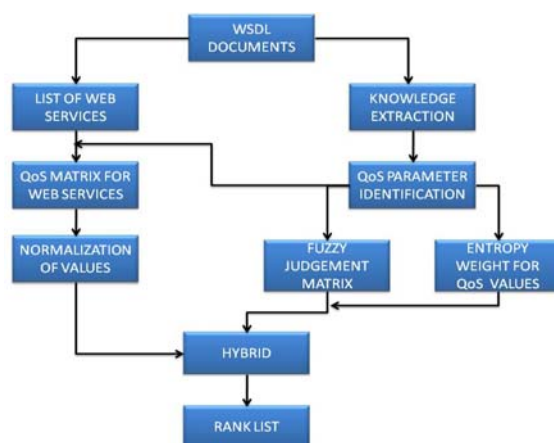 WSDL
DOCUMENTS
LIST OF WEB
SERVICES
KNOWLEDGE
EXTRACTION
QoS MATRIX FOR
WEB SERVICES
QoS PARAMETER
IDENTIFICATION
NORMALIZATION
OF VALUES
FUZZY
JUDGEMENT
MATRIX
ENTROPY
WEIGHT FOR
QoS VALUES
HYBRID
RANK LIST